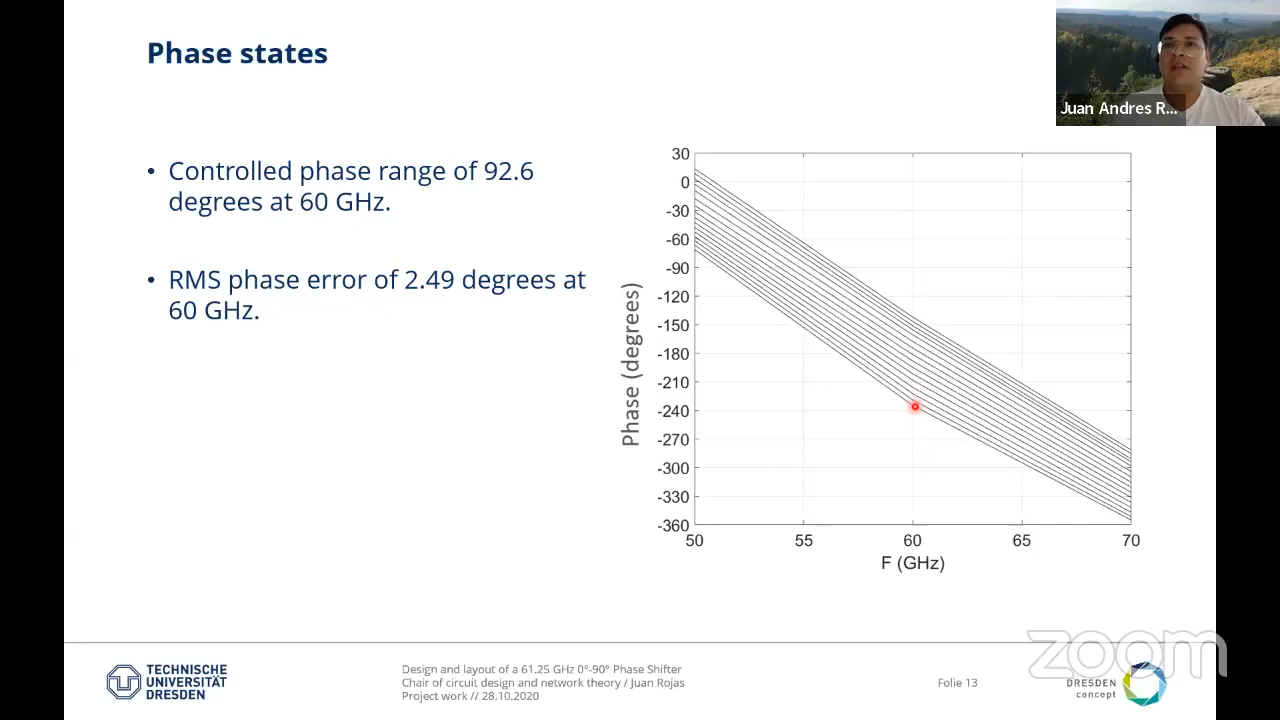 Phase states
Juan Andres R...
• Controlled phase range of 92.6
degrees at 60 GHz.
• RMS phase error of 2.49 degrees at
60 GHz.
Phase (degrees)
30
0
-30
-60
-90
-120
-150
-180
-210
-240
-270
-300
-330
-360
50 55 60 65 70
F (GHz)
TECHNISCHE
UNIVERSITÄT
DRESDEN
Design and layout of a 61.25 GHz 0°-90° Phase Shifter
Chair of circuit design and network theory / Juan Rojas
Project work // 28.10.2020
Folie 13
DRESDEN
concept
zoom